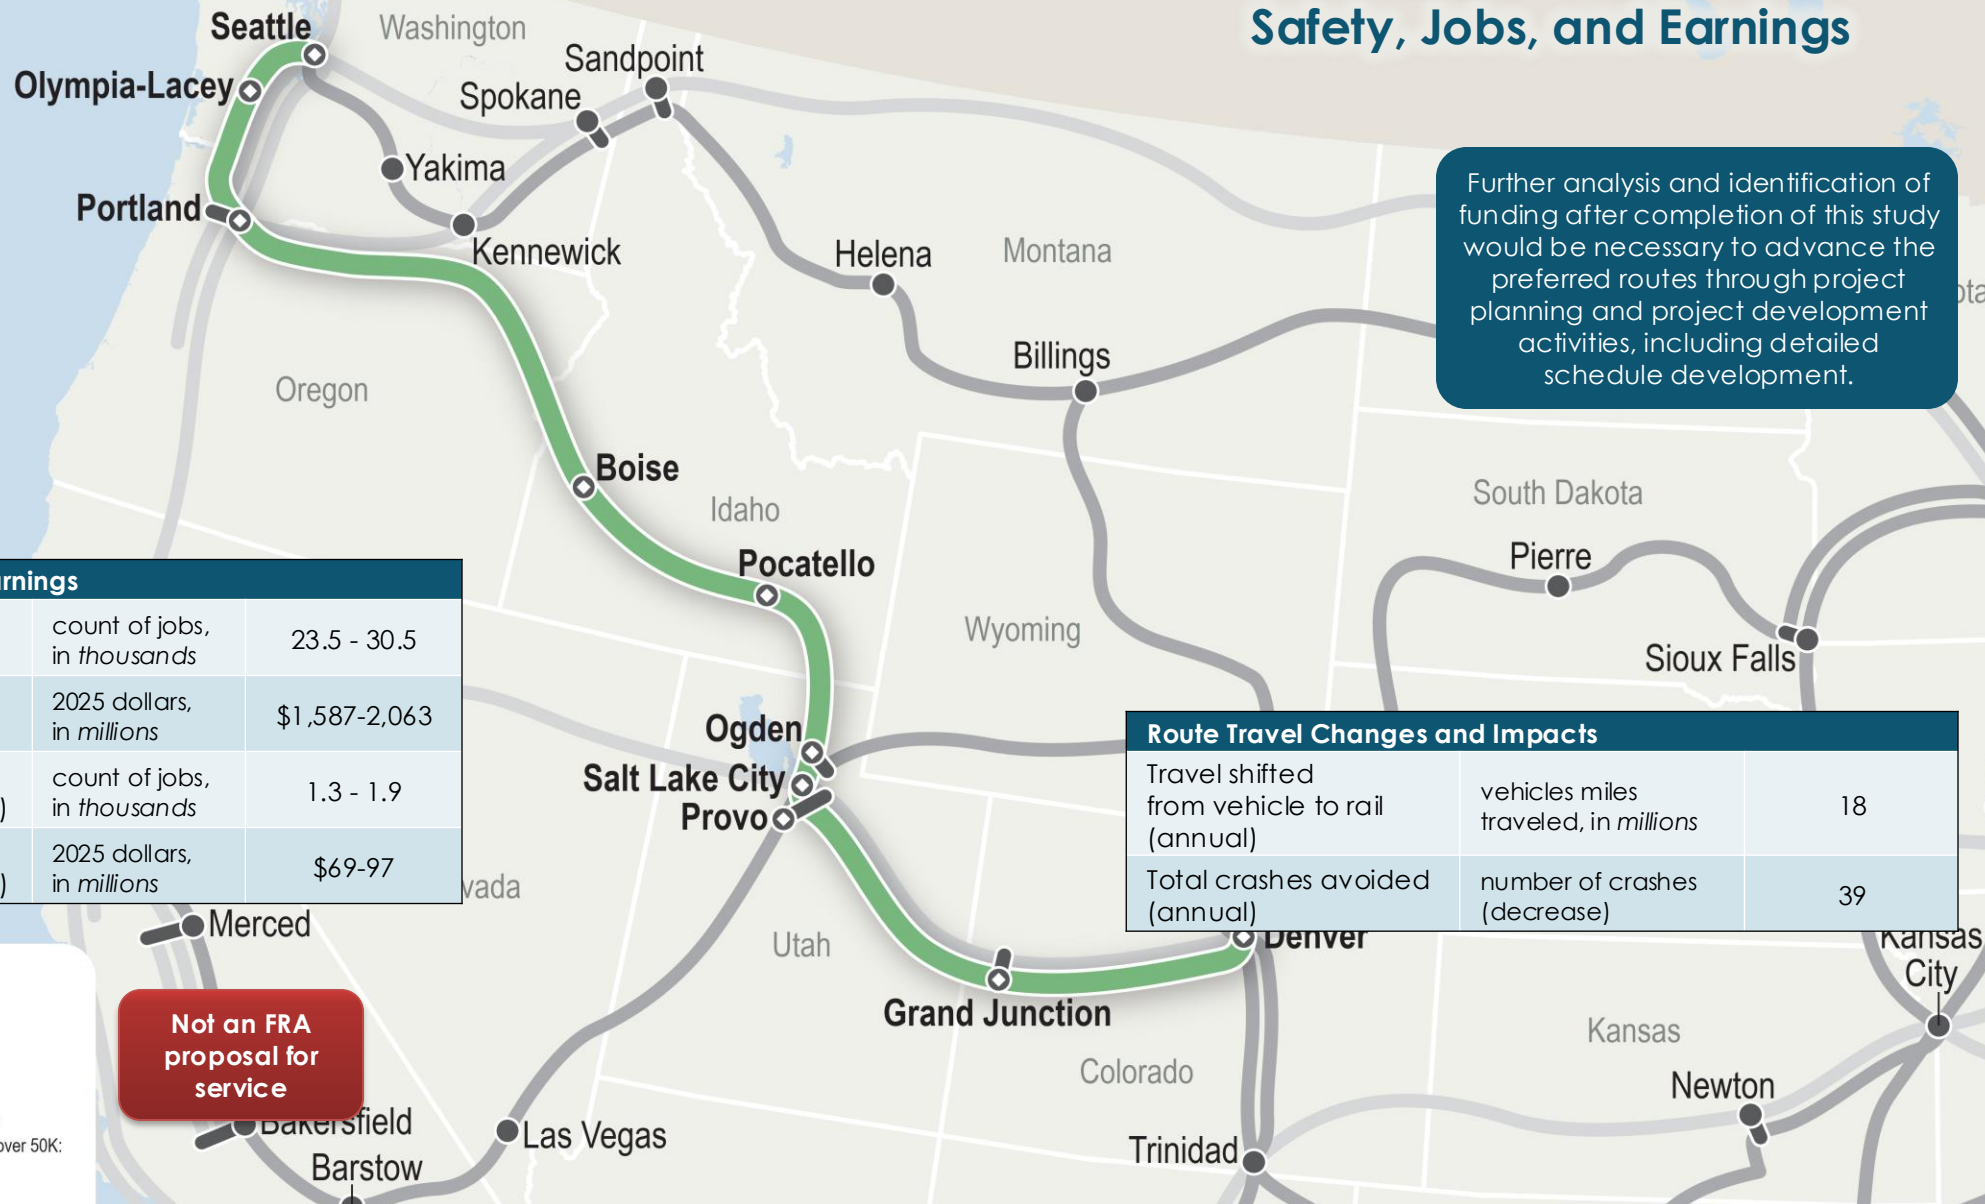 Safety, Jobs, and Earnings
Seattle
Washington
Olympia-Lacey
Sandpoint
Spokane
Yakima
Portland
Kennewick
Helena
Montana
Billings
Oregon
Boise
Idaho
Pocatello
Wyoming
South Dakota
Pierre
Sioux Falls
Further analysis and identification of
funding after completion of this study
would be necessary to advance the
preferred routes through project
planning and project development
activities, including detailed
schedule development.
ota
rnings
count of jobs,
in thousands
23.5 - 30.5
2025 dollars,
in millions
$1,587-2,063
)
count of jobs,
in thousands
1.3 - 1.9
)
2025 dollars,
in millions
$69-97
vada
Ogden
Salt Lake City
Provo
Route Travel Changes and Impacts
Travel shifted
from vehicle to rail
(annual)
vehicles miles
traveled, in millions
18
Total crashes avoided
(annual)
number of crashes
(decrease)
39
Merced
Utah
Denver
Grand Junction
Colorado
Kansas
City
Kansas
Newton
Trinidad
Not an FRA
proposal for
service
Bakersfield
Las Vegas
Barstow
over 50K: